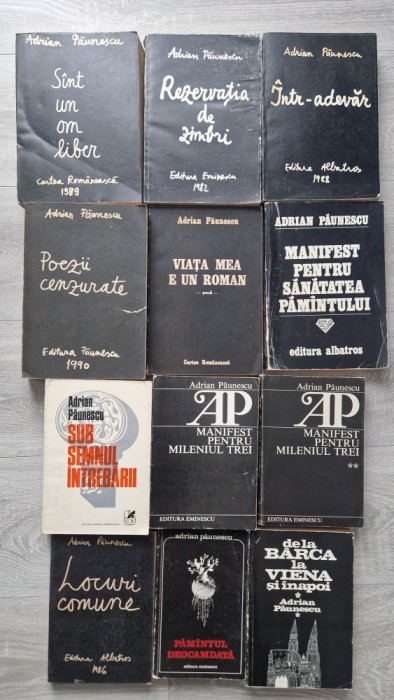 Adrian Păunescu
Sînt
un
om
liber
Cartea Românească
1989
Adrian Păunescu
Rezervația
de
zimbri
Editura Eminescu
1982
Adrian Păunescu
Într-adevăr
Editura Albatros
1988
Adrian Păunescu
Poezii
cenzurate
Editura Păunescu
1990
Adrian Păunescu
VIAȚA MEA
E UN ROMAN
Cartea Românească
ADRIAN PĂUNESCU
MANIFEST
PENTRU
SĂNĂTATEA
PĂMÎNTULUI
editura albatros
Adrian
Păunescu
SUB
SEMNUL
ÎNTREBĂRII
Adrian Păunescu
AP
MANIFEST
PENTRU
MILENIUL TREI
EDITURA EMINESCU
Adrian Păunescu
AP
MANIFEST
PENTRU
MILENIUL TREI
**
EDITURA EMINESCU
Adrian Păunescu
Locuri
comune
Editura Albatros
1986
adrian păunescu
PĂMÎNTUL
DEOCAMDATĂ
editura eminescu
de la
BÂRCA
la
VIENA
și înapoi
*
Adrian
Păunescu
*